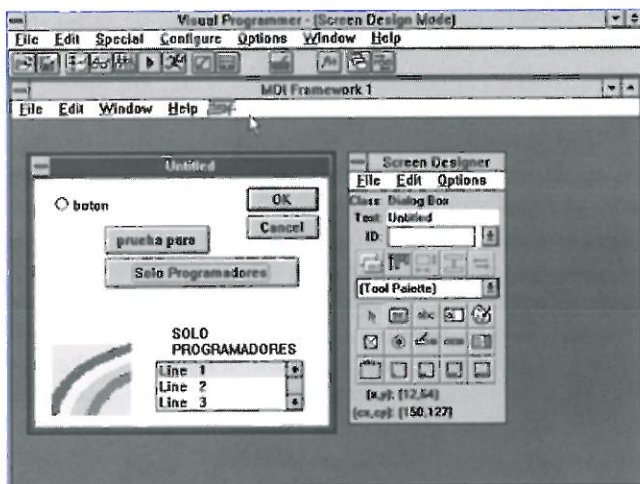 Visual Programmer - [Screen Design Mode]
File Edit Special Configure Options Window Help
MDI Framework 1
File Edit Window Help
Untitled
boton
OK
Cancel
prueba para
Solo Programadores
SOLO
PROGRAMADORES
Line 1
Line 2
Line 3
Screen Designer
File Edit Options
Class: Dialog Box
Text: Untitled
ID:
(Tool Palette)
abc
(x,y): (12,54)
(cx,cy): (150,127)